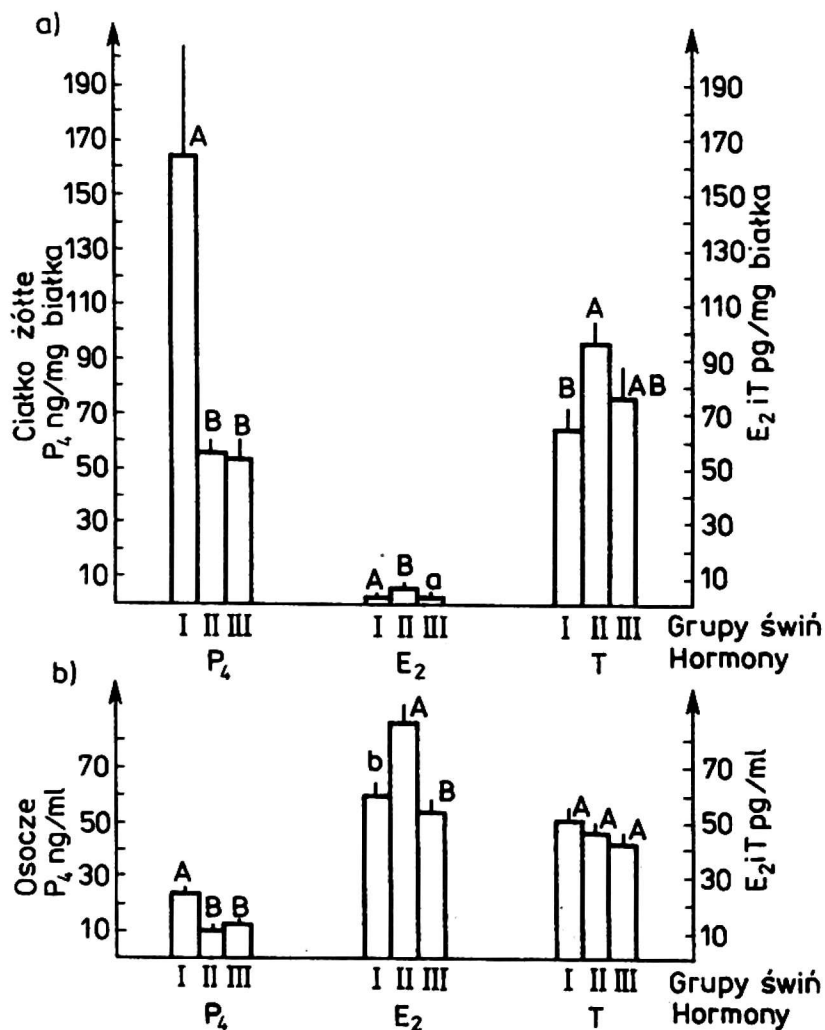 a)
Ciałko żółte
P₄ ng/mg białka
190
170
150
130
110
90
70
50
30
10
A
B B
A B a
B A AB
190
170
150
130
110
90
70
50
30
10
E₂ i T pg/mg białka
I II III I II III I II III Grupy świń
P₄ E₂ T Hormony
b)
Osocze
P₄ ng/ml
70
50
30
10
A B B
b A B
A A A
70
50
30
10
E₂ i T pg/ml
I II III I II III I II III Grupy świń
P₄ E₂ T Hormony